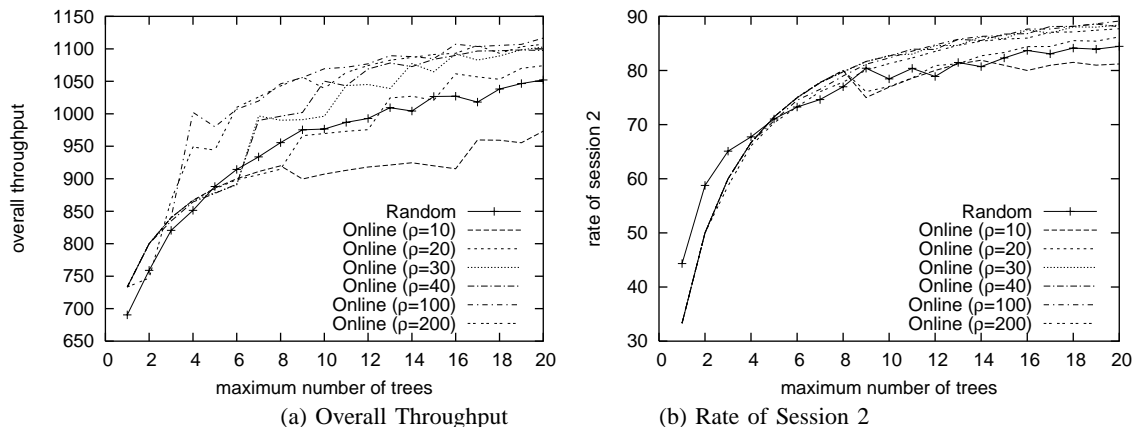 1150
1100
1050
1000
950
900
850
800
750
700
650
overall throughput
Random
Online (ρ=10)
Online (ρ=20)
Online (ρ=30)
Online (ρ=40)
Online (ρ=100)
Online (ρ=200)
0 2 4 6 8 10 12 14 16 18 20
maximum number of trees
(a) Overall Throughput
90
80
70
60
50
40
30
rate of session 2
Random
Online (ρ=10)
Online (ρ=20)
Online (ρ=30)
Online (ρ=40)
Online (ρ=100)
Online (ρ=200)
0 2 4 6 8 10 12 14 16 18 20
maximum number of trees
(b) Rate of Session 2